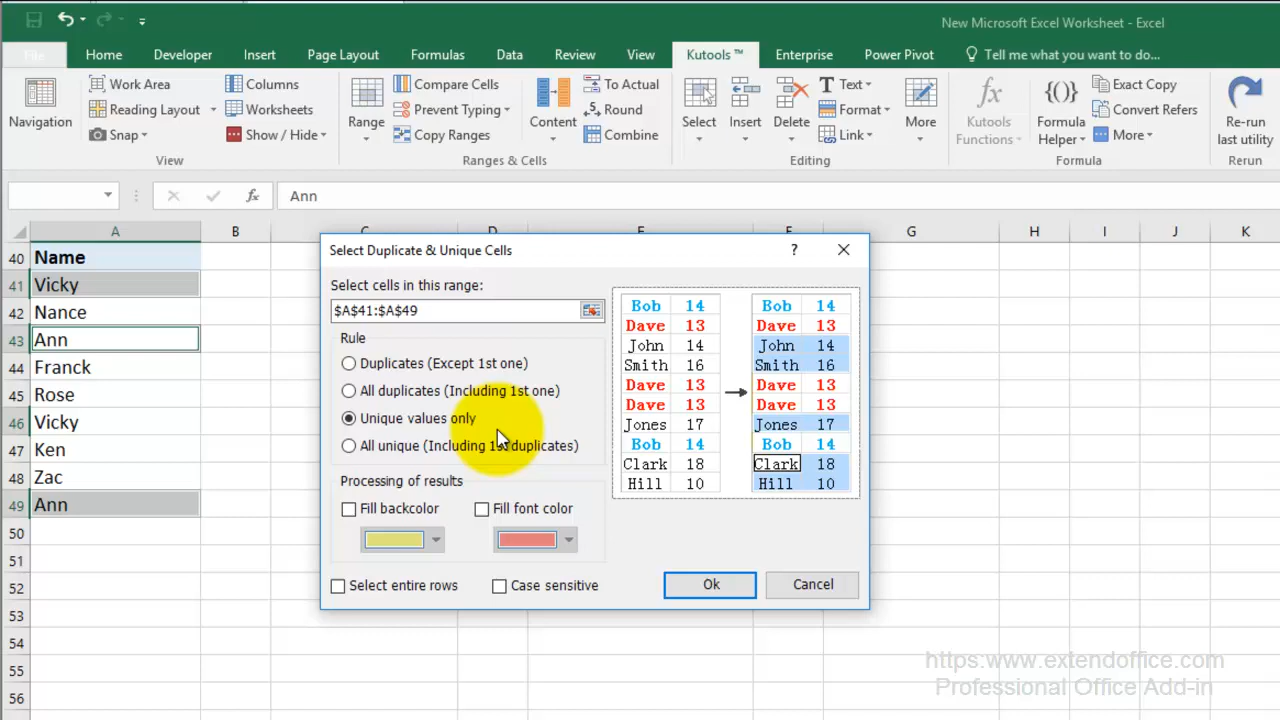 New Microsoft Excel Worksheet - Excel
File Home Developer Insert Page Layout Formulas Data Review View Kutools ™ Enterprise Power Pivot Tell me what you want to do...
Navigation
Work Area
Reading Layout
Snap
Columns
Worksheets
Show / Hide
View
Range
Compare Cells
Prevent Typing
Copy Ranges
Content
To Actual
Round
Combine
Ranges & Cells
Select
Insert
Delete
Text
Format
Link
More
Editing
Kutools
Functions
Formula
Helper
Exact Copy
Convert Refers
More
Formula
Re-run
last utility
Rerun
fx Ann
A B C D E F G H I J K
40 Name
41 Vicky
42 Nance
43 Ann
44 Franck
45 Rose
46 Vicky
47 Ken
48 Zac
49 Ann
50
51
52
53
54
55
56
Select Duplicate & Unique Cells ?
Select cells in this range:
$A$41:$A$49
Rule
Duplicates (Except 1st one)
All duplicates (Including 1st one)
Unique values only
All unique (Including 1st duplicates)
Processing of results
Fill backcolor Fill font color
Select entire rows Case sensitive
Bob 14 Bob 14
Dave 13 Dave 13
John 14 John 14
Smith 16 Smith 16
Dave 13 Dave 13
Dave 13 Dave 13
Jones 17 Jones 17
Bob 14 Bob 14
Clark 18 Clark 18
Hill 10 Hill 10
Ok Cancel
https:www.extendoffice.com
Professional Office Add-in